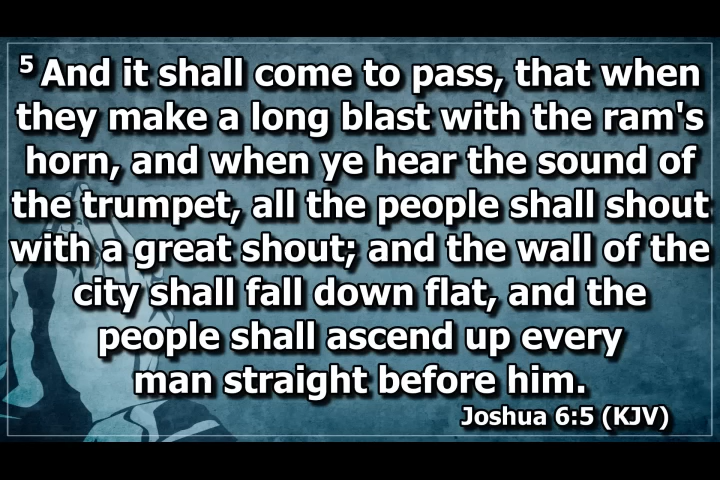 5 And it shall come to pass, that when
they make a long blast with the ram's
horn, and when ye hear the sound of
the trumpet, all the people shall shout
with a great shout; and the wall of the
city shall fall down flat, and the
people shall ascend up every
man straight before him.
Joshua 6:5 (KJV)